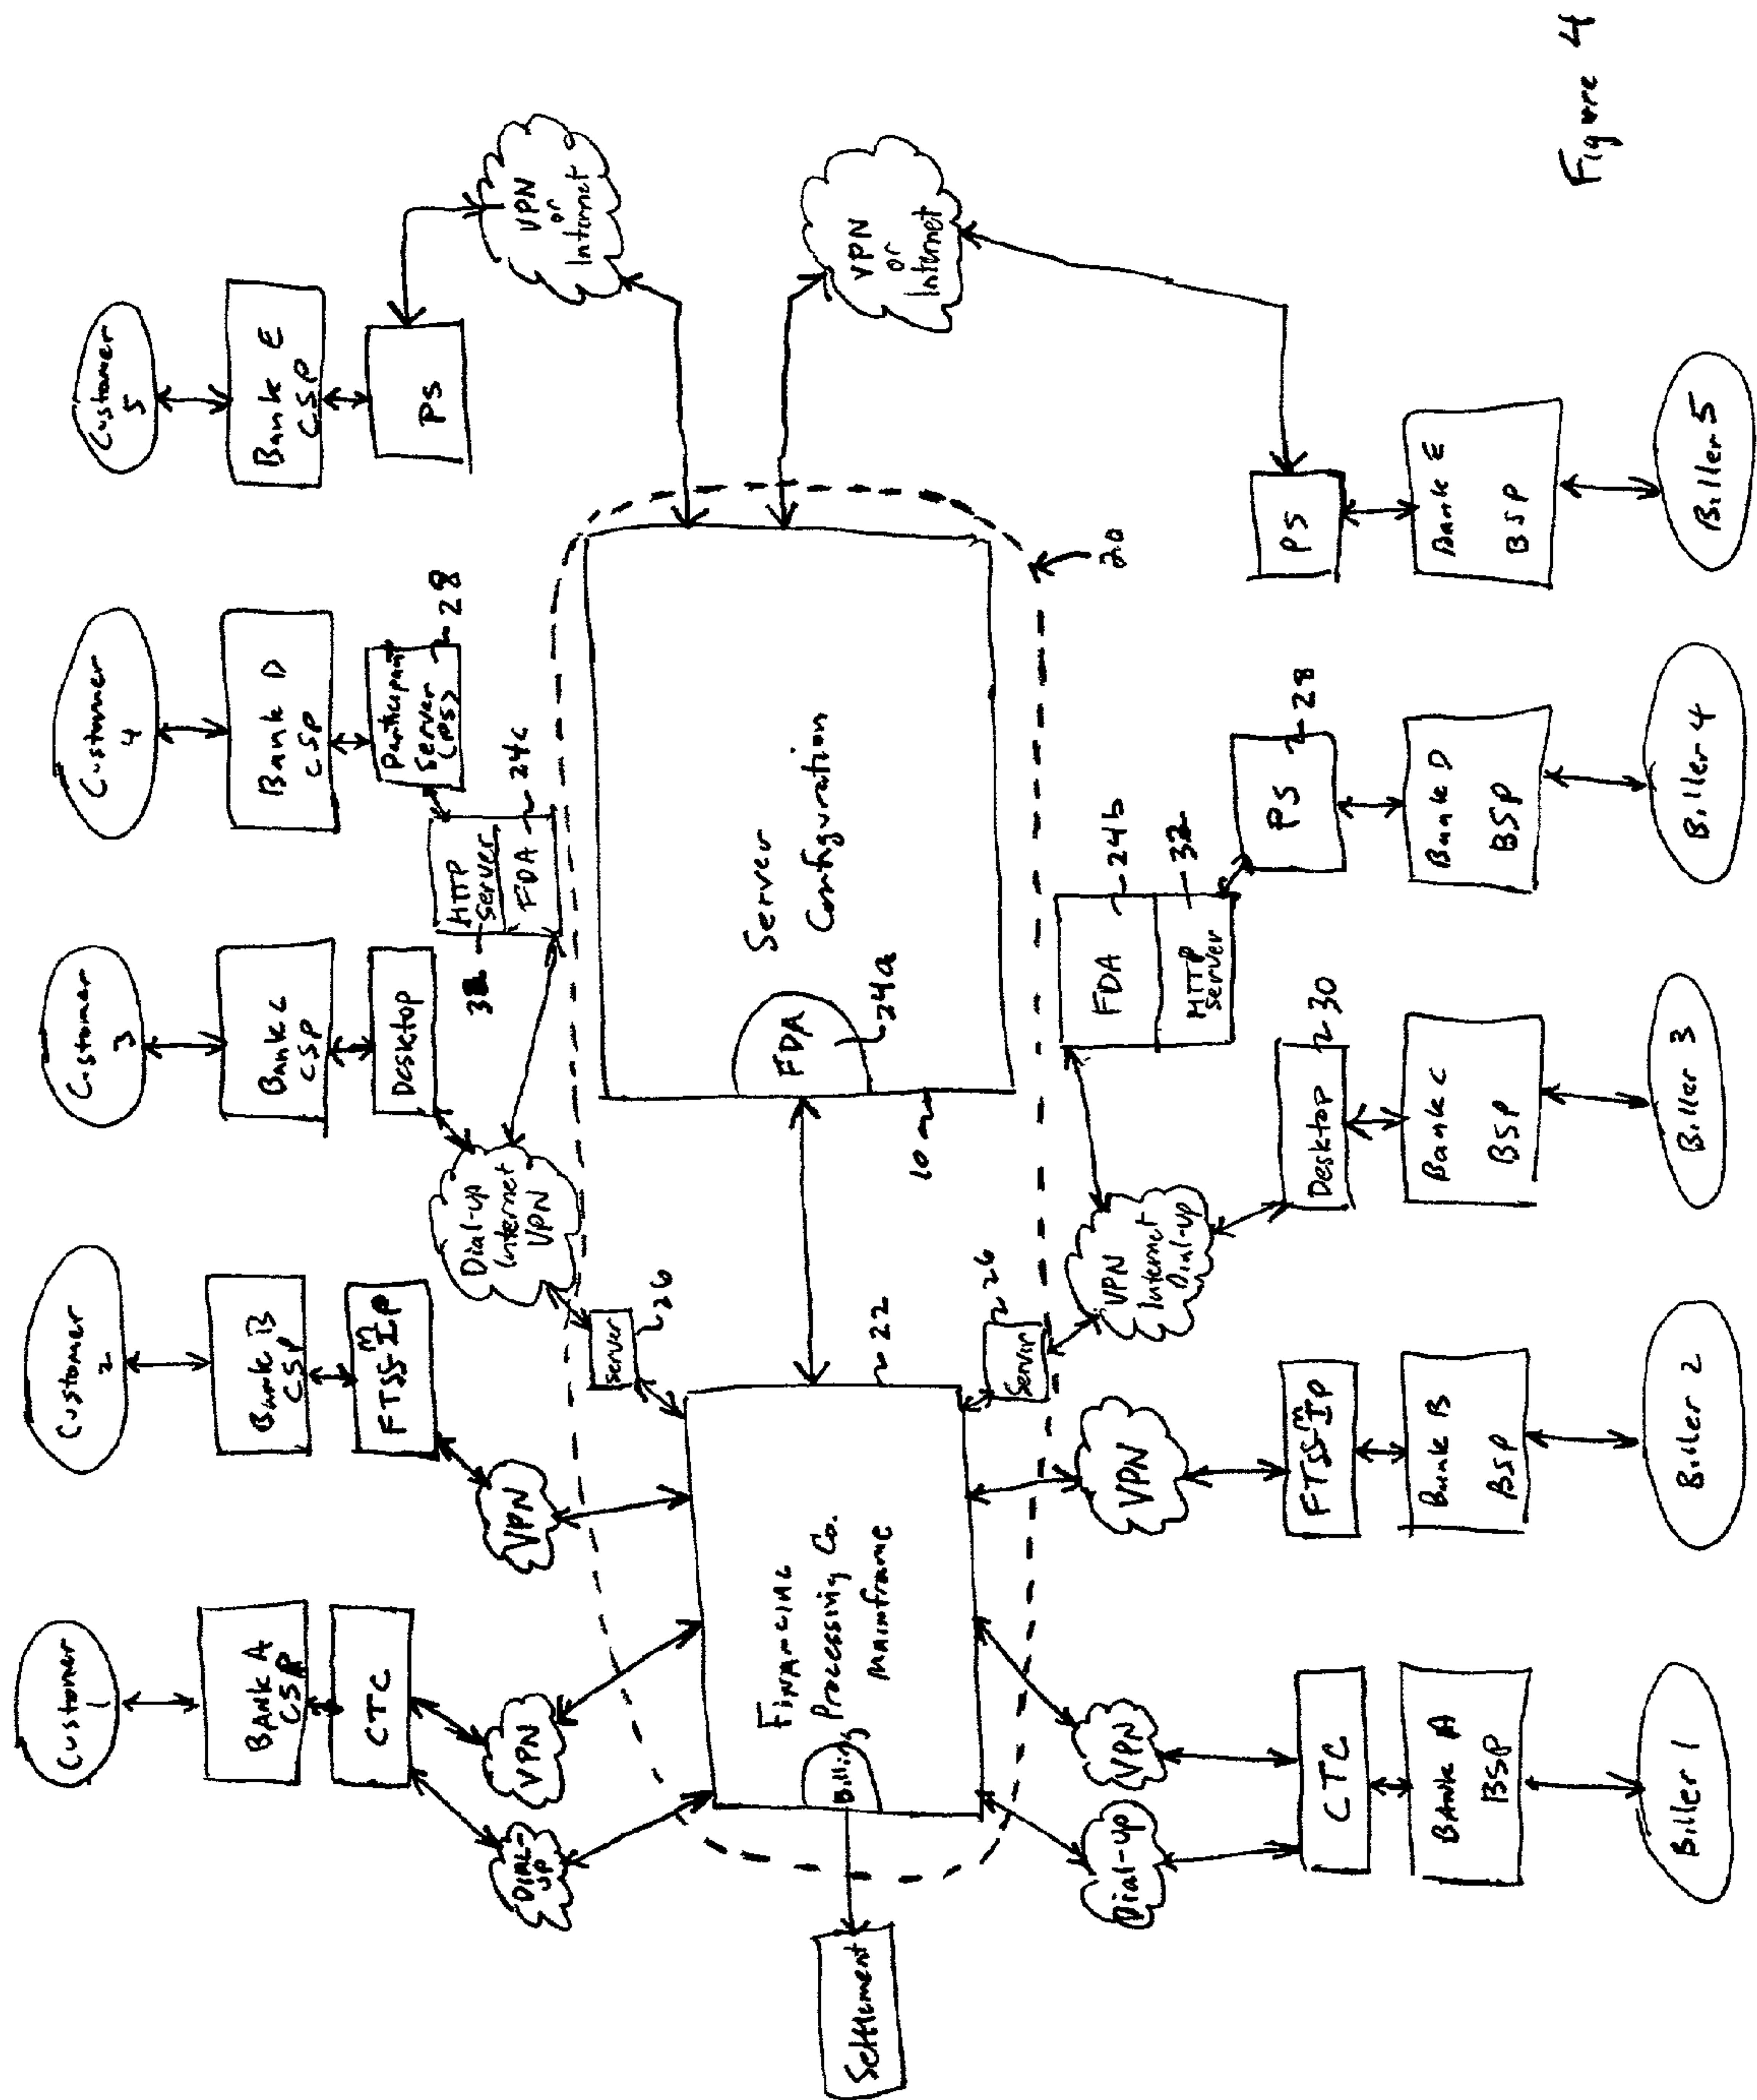 Customer
1
Customer
2
Customer
3
Customer
4
Customer
5
BANK A
CSP
Bank B
CSP
Bank C
CSP
Bank D
CSP
Bank E
CSP
CTC
FTSS-IP
m
Desktop
Participant
Server
(PS)
28
PS
DIAL-
UP
VPN
VPN
Dial-up
Internet
VPN
HTTP
Server
FDA
24c
VPN
or
Internet
Server
26
Settlement
Billing
FINANCING
Processing Co.
Mainframe
22
FDA
24a
10
Server
Configuration
20
Server
26
VPN
or
Internet
Dial-up
VPN
VPN
VPN
Internet
Dial-up
FDA
24b
HTTP
Server
32
CTC
FTSS-IP
m
Desktop
30
PS
28
PS
BANK A
BSP
Bank B
BSP
Bank C
BSP
Bank D
BSP
Bank E
BSP
Biller 1
Biller 2
Biller 3
Biller 4
Biller 5
Figure 4